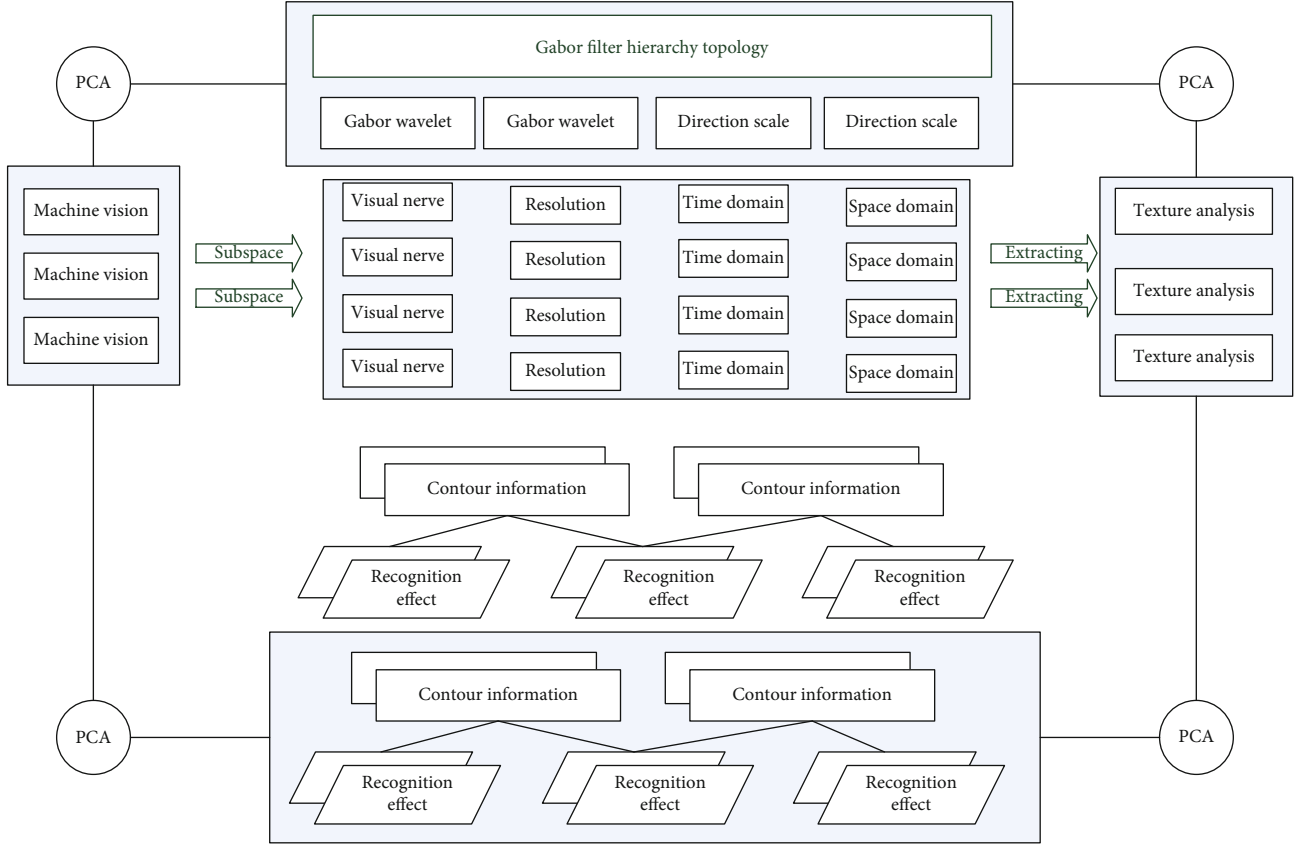 Gabor filter hierarchy topology
PCA
PCA
Gabor wavelet
Gabor wavelet
Direction scale
Direction scale
Machine vision
Machine vision
Machine vision
Subspace
Subspace
Visual nerve
Resolution
Time domain
Space domain
Visual nerve
Resolution
Time domain
Space domain
Visual nerve
Resolution
Time domain
Space domain
Visual nerve
Resolution
Time domain
Space domain
Extracting
Extracting
Texture analysis
Texture analysis
Texture analysis
Contour information
Contour information
Recognition
effect
Recognition
effect
Recognition
effect
Contour information
Contour information
PCA
PCA
Recognition
effect
Recognition
effect
Recognition
effect